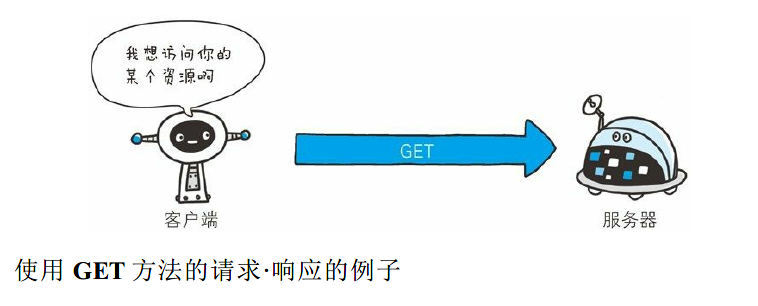 我想访问你的
某个资源啊
GET
客户端
服务器
使用 GET 方法的请求·响应的例子